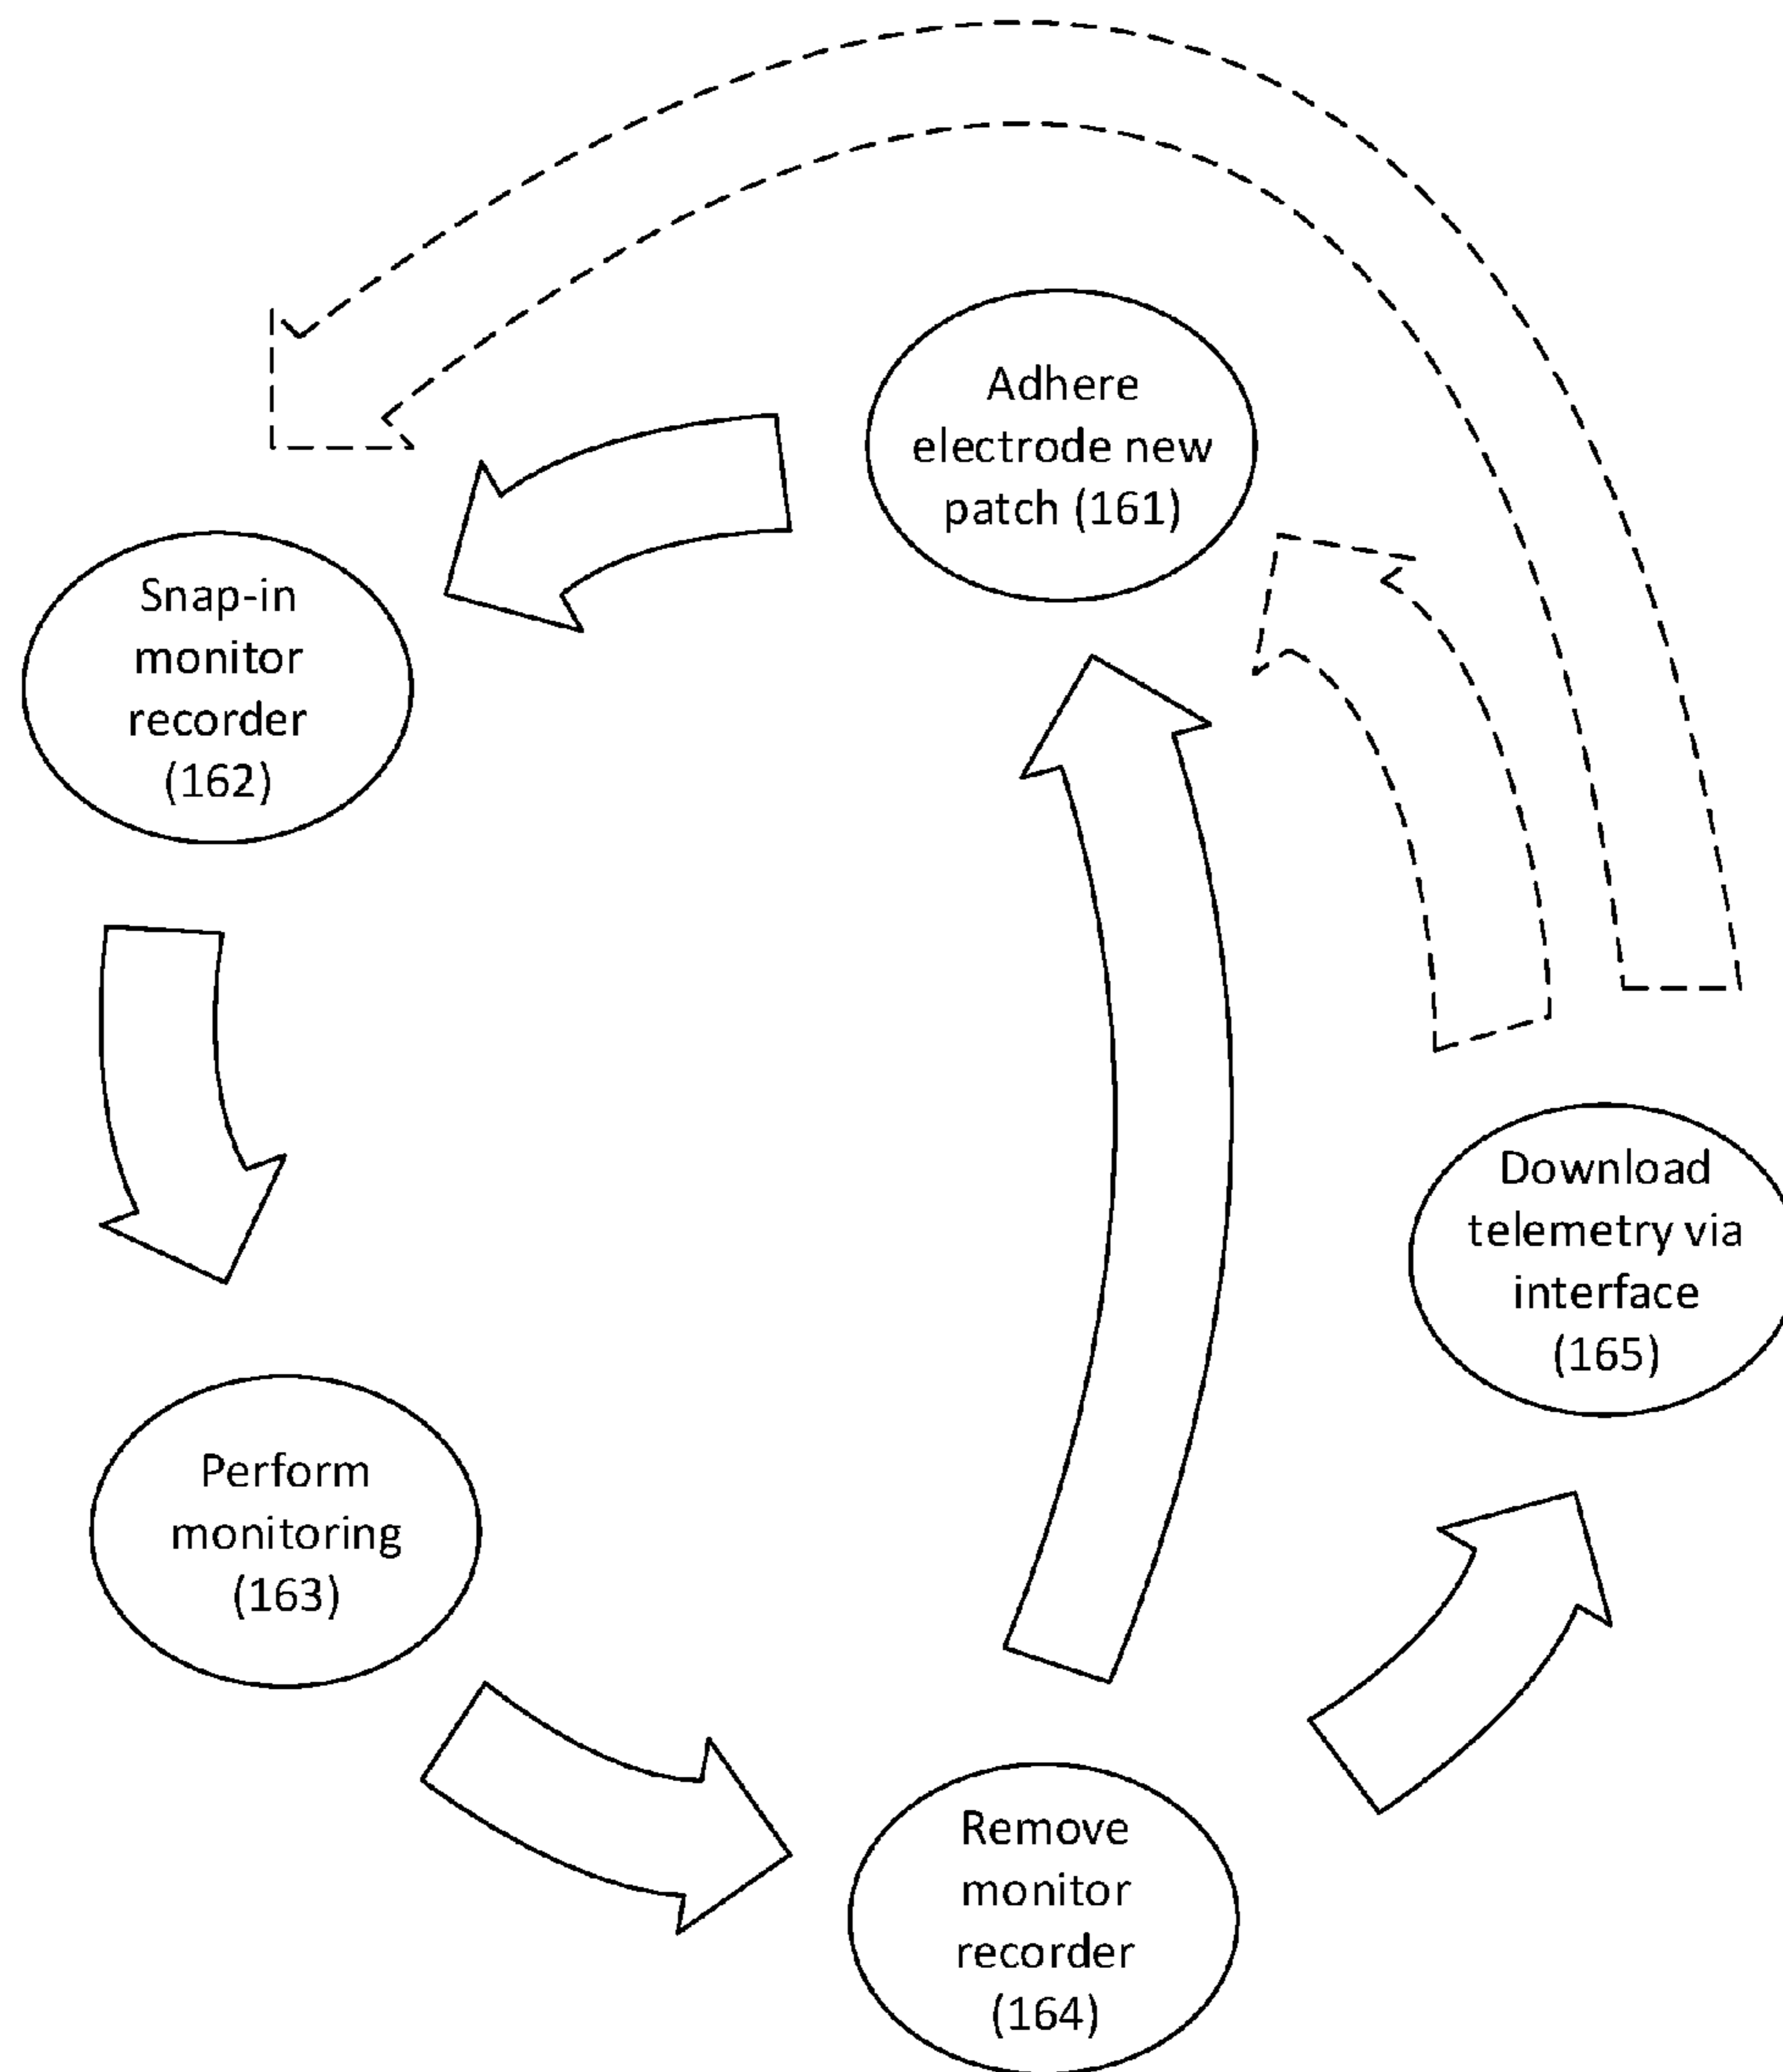 Adhere
electrode new
patch (161)
Snap-in
monitor
recorder
(162)
Download
telemetry via
interface
(165)
Perform
monitoring
(163)
Remove
monitor
recorder
(164)